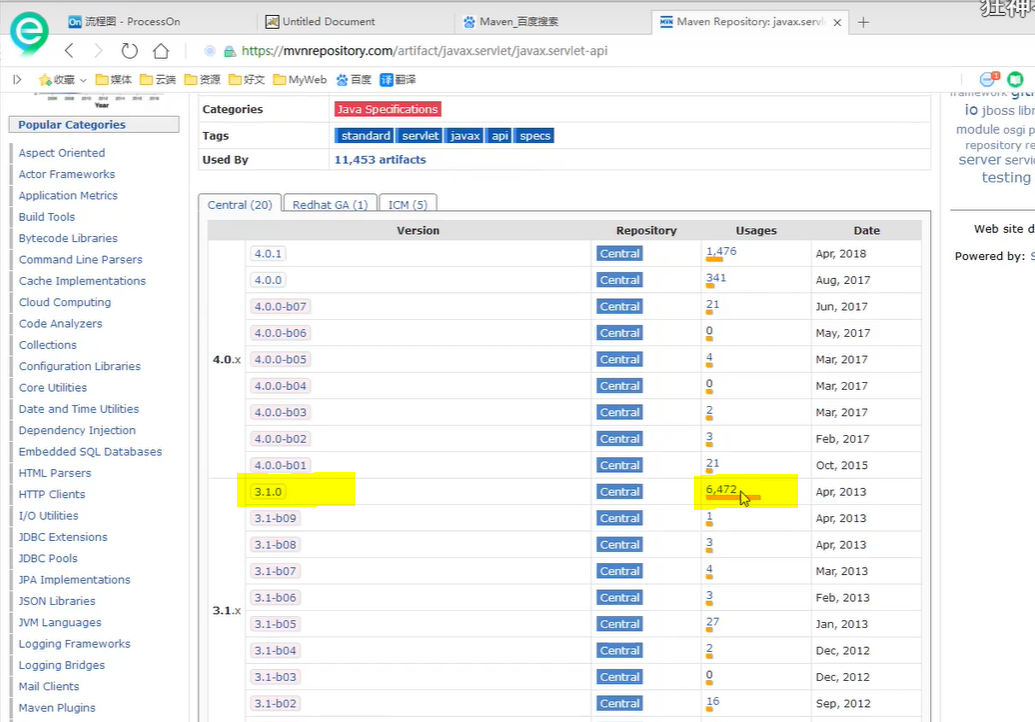 狂神
On 流程图 - ProcessOn
Untitled Document
Maven_百度搜索
Maven Repository: javax.servl
https://mvnrepository.com/artifact/javax.servlet/javax.servlet-api
收藏 媒体 云端 资源 好文 MyWeb 百度 译 翻译
1
2006 2008 2010 2012 2014 2016 2018
Year
Popular Categories
Aspect Oriented
Actor Frameworks
Application Metrics
Build Tools
Bytecode Libraries
Command Line Parsers
Cache Implementations
Cloud Computing
Code Analyzers
Collections
Configuration Libraries
Core Utilities
Date and Time Utilities
Dependency Injection
Embedded SQL Databases
HTML Parsers
HTTP Clients
I/O Utilities
JDBC Extensions
JDBC Pools
JPA Implementations
JSON Libraries
JVM Languages
Logging Frameworks
Logging Bridges
Mail Clients
Maven Plugins
Categories Java Specifications
Tags standard servlet javax api specs
Used By 11,453 artifacts
Central (20) Redhat GA (1) ICM (5)
Version Repository Usages Date
4.0.x
4.0.1 Central 1,476 Apr, 2018
4.0.0 Central 341 Aug, 2017
4.0.0-b07 Central 21 Jun, 2017
4.0.0-b06 Central 0 May, 2017
4.0.0-b05 Central 4 Mar, 2017
4.0.0-b04 Central 0 Mar, 2017
4.0.0-b03 Central 2 Mar, 2017
4.0.0-b02 Central 3 Feb, 2017
4.0.0-b01 Central 21 Oct, 2015
3.1.x
3.1.0 Central 6,472 Apr, 2013
3.1-b09 Central 1 Apr, 2013
3.1-b08 Central 3 Apr, 2013
3.1-b07 Central 4 Mar, 2013
3.1-b06 Central 3 Feb, 2013
3.1-b05 Central 27 Jan, 2013
3.1-b04 Central 2 Dec, 2012
3.1-b03 Central 0 Dec, 2012
3.1-b02 Central 16 Sep, 2012
framework
io jboss libr
module osgi p
repository re
server servic
testing
Web site d
Powered by: S